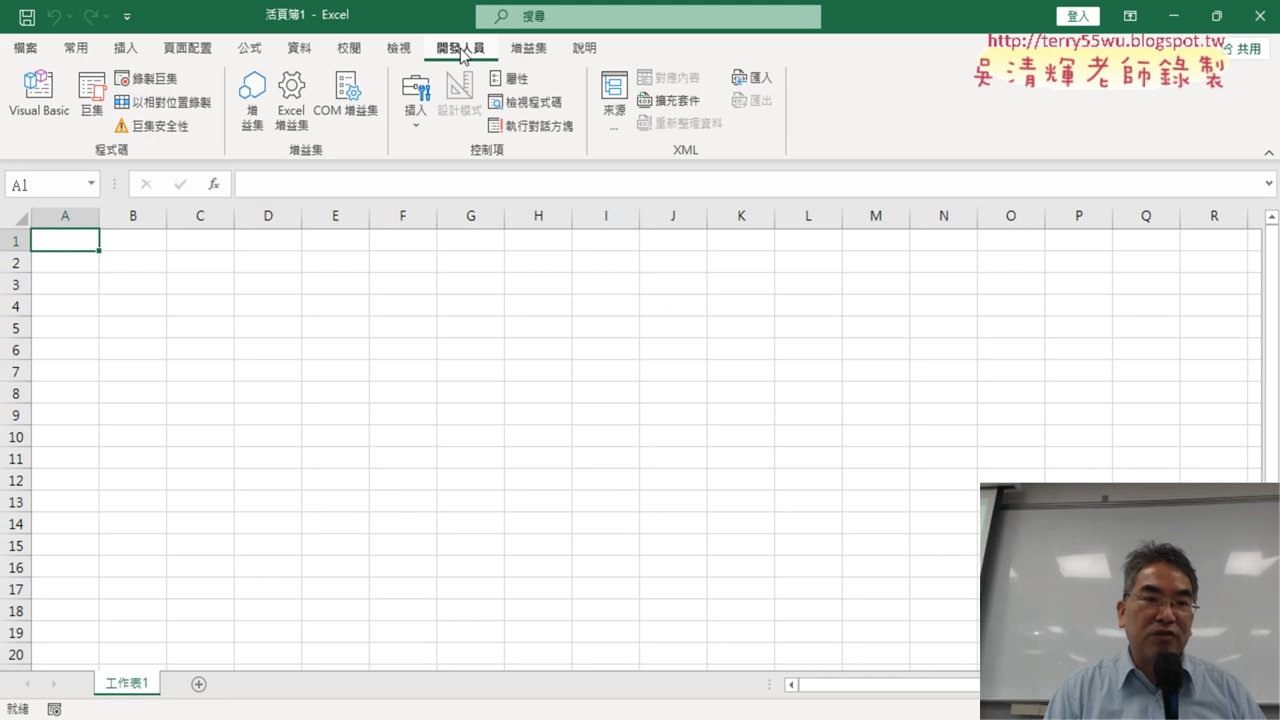 活頁簿1 - Excel
搜尋
登入
檔案 常用 插入 頁面配置 公式 資料 校閱 檢視 開發人員 增益集 說明
共用
http://terry55wu.blogspot.tw
吳清輝老師錄製
Visual Basic
巨集
錄製巨集
以相對位置錄製
巨集安全性
程式碼
增
益集
Excel
增益集
COM 增益集
增益集
插入
設計模式
屬性
檢視程式碼
執行對話方塊
控制項
來源
...
對應內容
擴充套件
重新整理資料
匯入
匯出
XML
A1
fx
A B C D E F G H I J K L M N O P Q R
1
2
3
4
5
6
7
8
9
10
11
12
13
14
15
16
17
18
19
20
工作表1
就緒